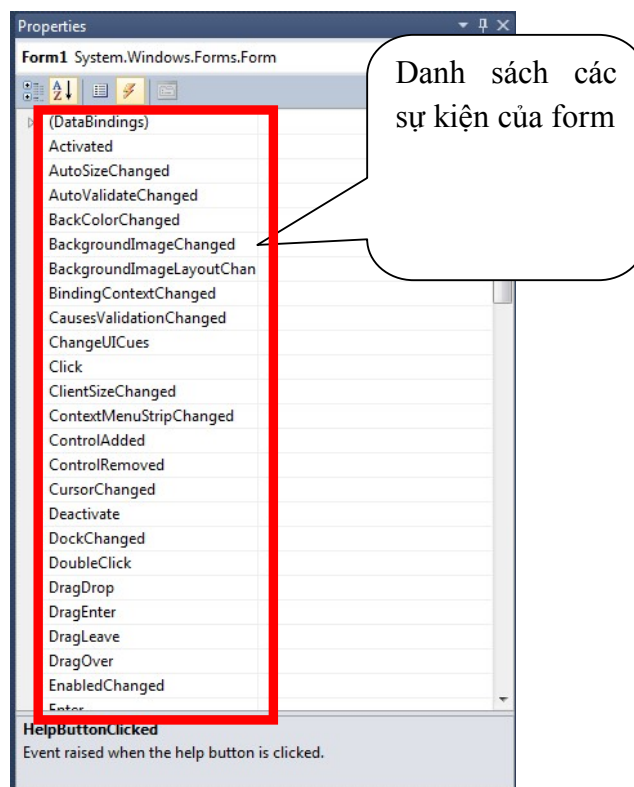 Properties
Form1 System.Windows.Forms.Form
Danh sách các
sự kiện của form
(DataBindings)
Activated
AutoSizeChanged
AutoValidateChanged
BackColorChanged
BackgroundImageChanged
BackgroundImageLayoutChan
BindingContextChanged
CausesValidationChanged
ChangeUICues
Click
ClientSizeChanged
ContextMenuStripChanged
ControlAdded
ControlRemoved
CursorChanged
Deactivate
DockChanged
DoubleClick
DragDrop
DragEnter
DragLeave
DragOver
EnabledChanged
Enter
HelpButtonClicked
Event raised when the help button is clicked.